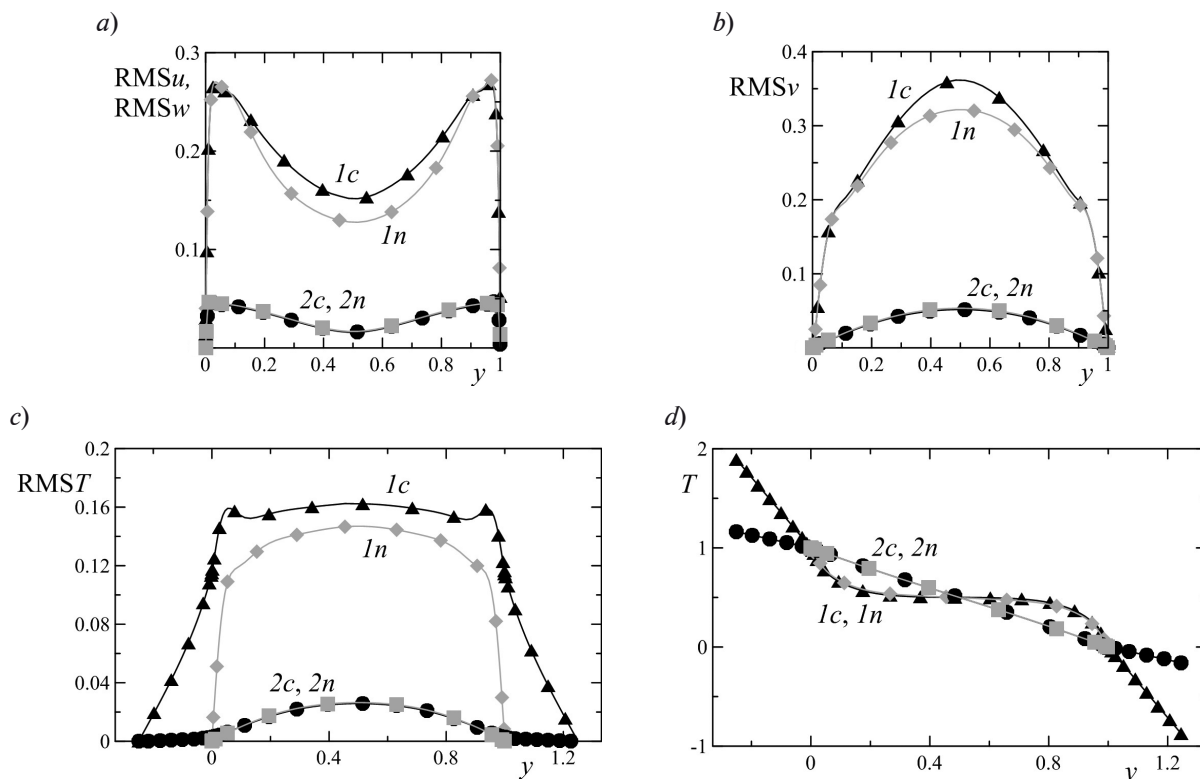 a)
0.3
RMSu,
RMSw
0.2
0.1
1c
1n
2c, 2n
0
0.2
0.4
0.6
0.8
1
y
b)
0.4
RMSv
0.3
0.2
0.1
1c
1n
2c, 2n
0
0.2
0.4
0.6
0.8
1
y
c)
0.2
RMST
0.16
0.12
0.08
0.04
0
1c
1n
2c, 2n
0
0.4
0.8
1.2
y
d)
2
T
1
0
-1
2c, 2n
1c, 1n
0
0.4
0.8
1.2
y